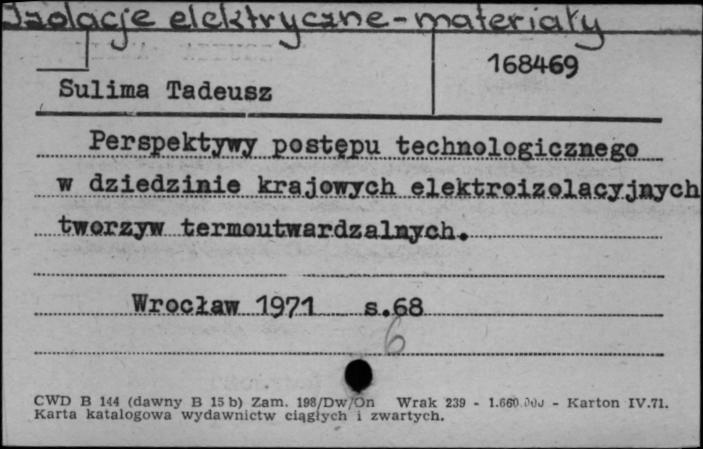 Izolacje elektryczne - materiały
168469
Sulima Tadeusz
Perspektywy postępu technologicznego
w dziedzinie krajowych elektroizolacyjnych
tworzyw termoutwardzalnych.
Wrocław 1971 s.68
6
CWD B 144 (dawny B 15 b) Zam. 198/Dw/On Wrak 239 - 1.660.000 - Karton IV.71.
Karta katalogowa wydawnictw ciągłych i zwartych.